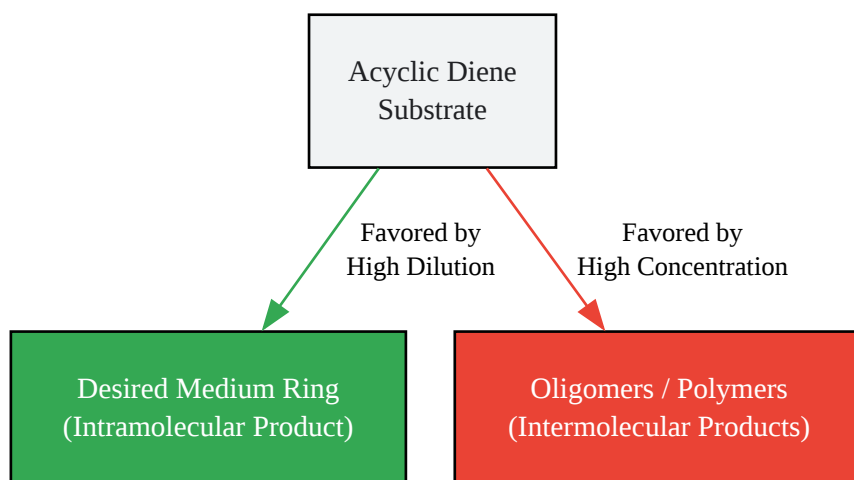 Acyclic Diene
Substrate
Favored by
High Dilution
Favored by
High Concentration
Desired Medium Ring
(Intramolecular Product)
Oligomers / Polymers
(Intermolecular Products)